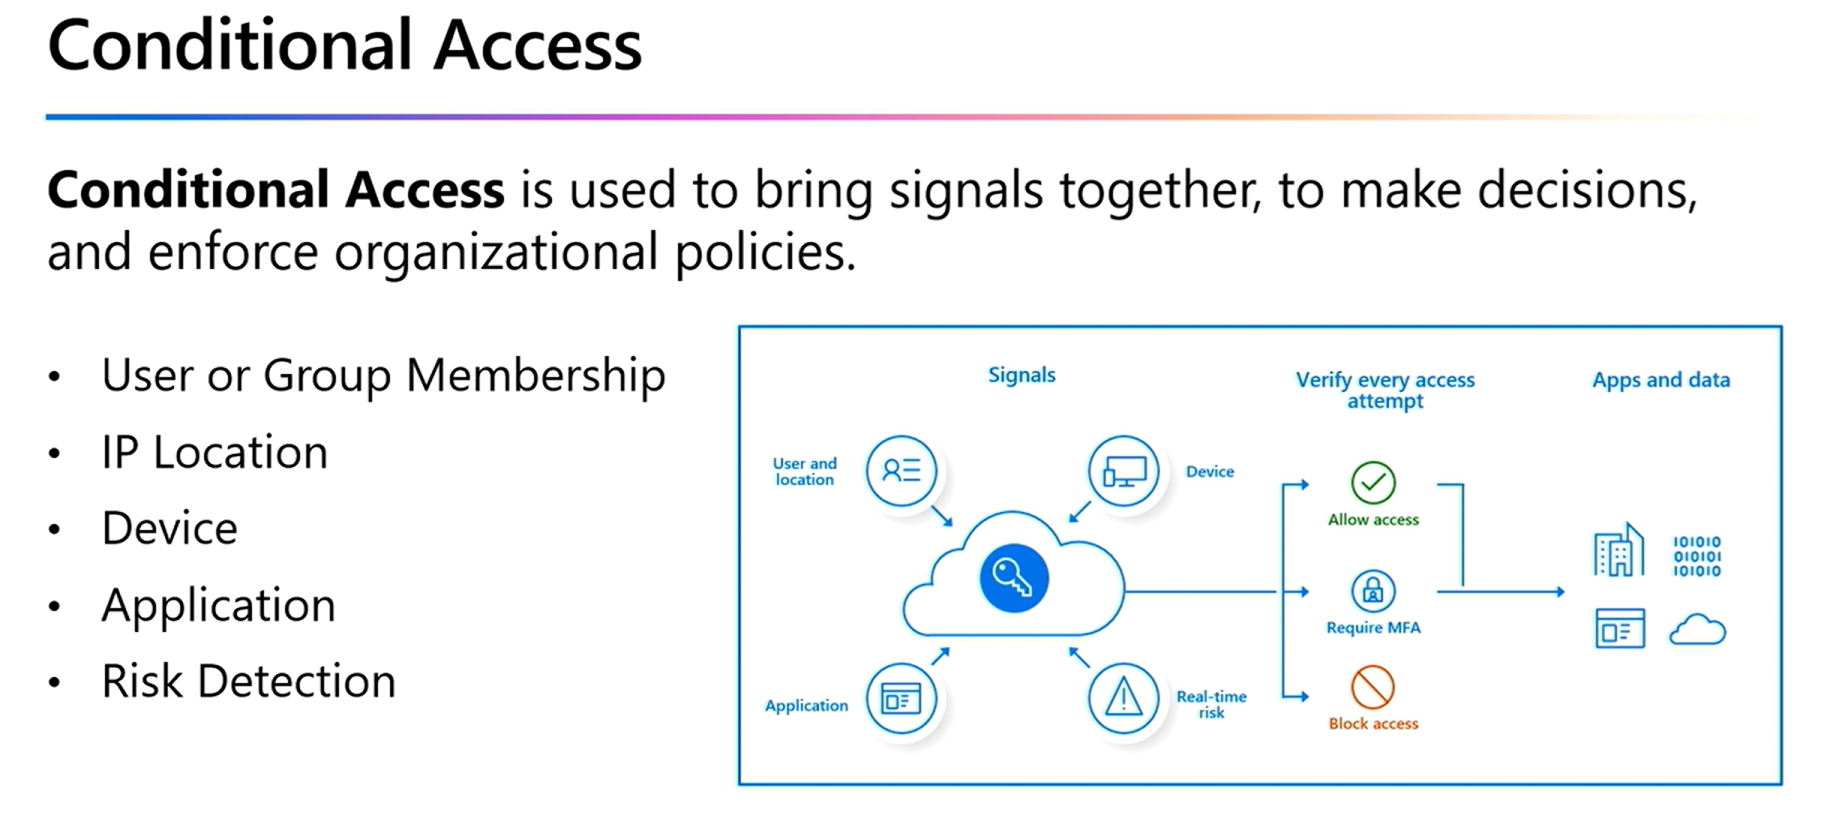 Conditional Access
Conditional Access is used to bring signals together, to make decisions,
and enforce organizational policies.
• User or Group Membership
• IP Location
• Device
• Application
• Risk Detection
Signals
Verify every access
attempt
Apps and data
User and
location
Device
Allow access
101010
010101
101010
Require MFA
Application
Real-time
risk
Block access